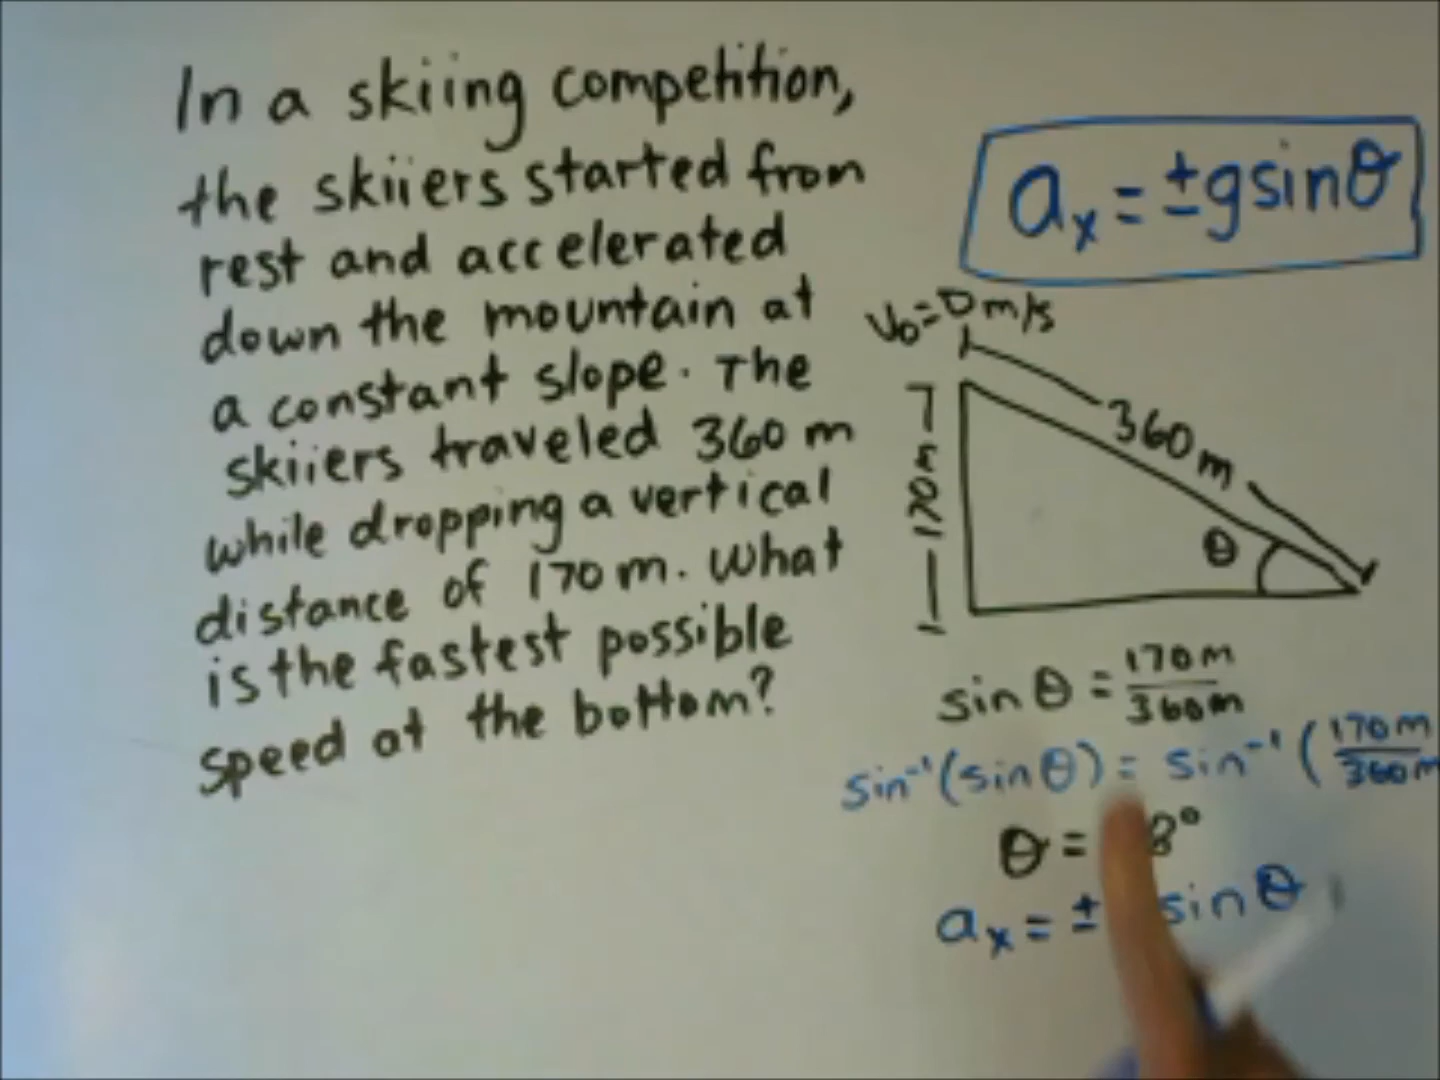 In a skiing competition,
the skiiers started from
rest and accelerated
down the mountain at
a constant slope. The
skiiers traveled 360 m
while dropping a vertical
distance of 170 m. What
is the fastest possible
speed at the bottom?
ax = ±g sinθ
v₀ = 0 m/s
360 m
170 m
θ
sin θ = 170 m / 360 m
sin⁻¹(sin θ) = sin⁻¹(170 m / 360 m
θ = 8°
ax = ± sin θ